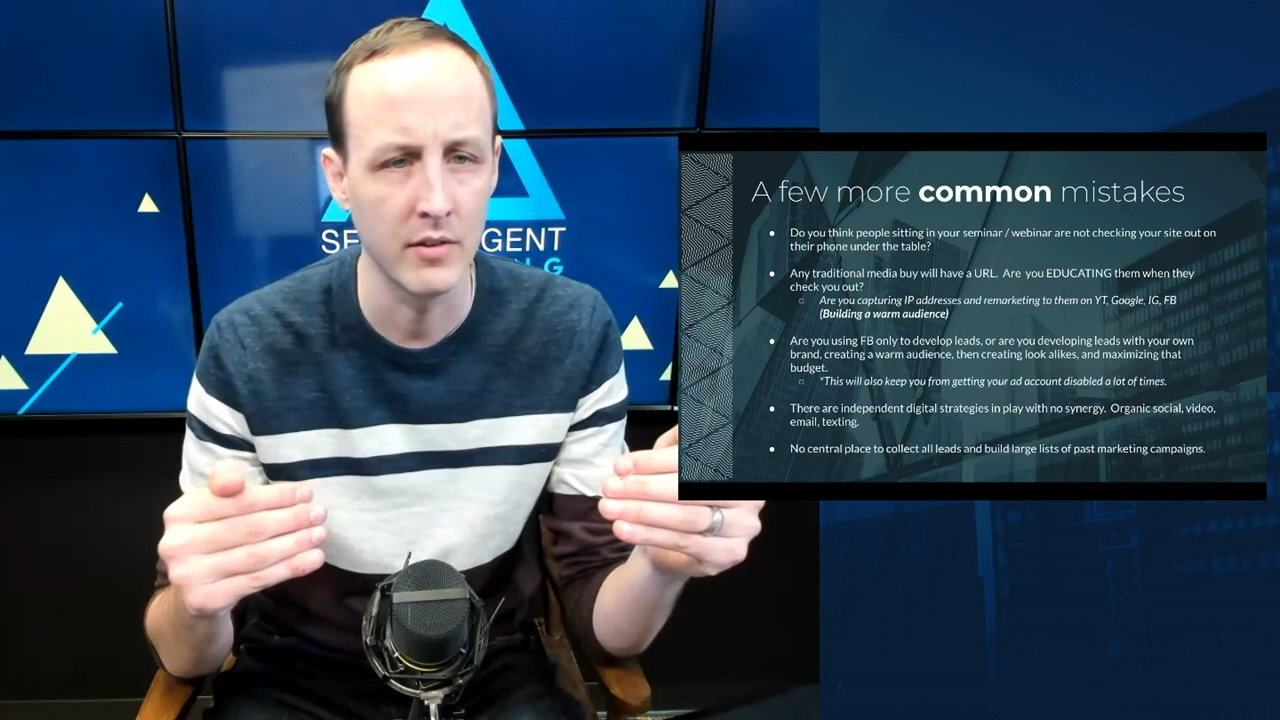 SE GENT
NG
A few more common mistakes
• Do you think people sitting in your seminar / webinar are not checking your site out on
their phone under the table?
• Any traditional media buy will have a URL. Are you EDUCATING them when they
check you out?
○ Are you capturing IP addresses and remarketing to them on YT, Google, IG, FB
(Building a warm audience)
• Are you using FB only to develop leads, or are you developing leads with your own
brand, creating a warm audience, then creating look alikes, and maximizing that
budget.
○ *This will also keep you from getting your ad account disabled a lot of times.
• There are independent digital strategies in play with no synergy. Organic social, video,
email, texting.
• No central place to collect all leads and build large lists of past marketing campaigns.